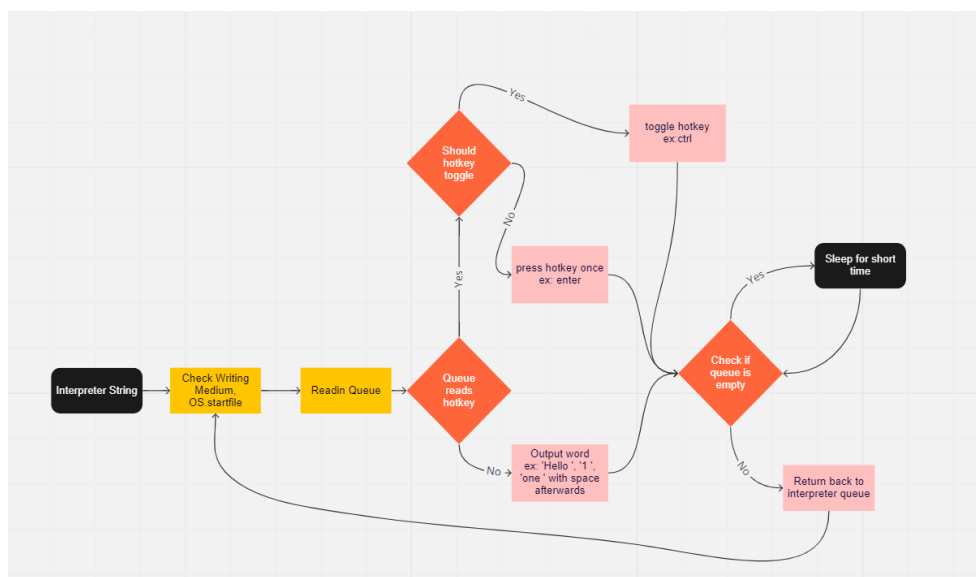 Yes
Should
hotkey
toggle
toggle hotkey
ex:ctrl
No
press hotkey once
ex: enter
Yes
Sleep for short
time
Yes
Interpreter String
Check Writing
Medium,
OS.startfile
Readin Queue
Queue
reads
hotkey
Check if
queue is
empty
No
Output word
ex: 'Hello ', '1 ',
'one ' with space
afterwards
No
Return back to
interpreter queue